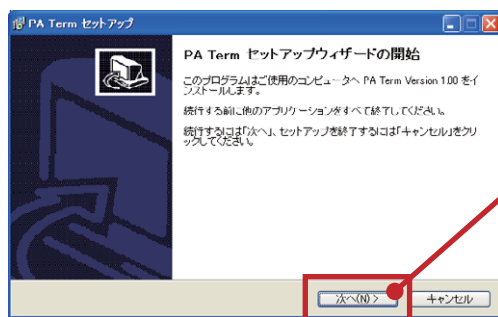 PA Term セットアップ
PA Term セットアップウィザードの開始
このプログラムはご使用のコンピュータへ PA Term Version 1.00 をイ
ンストールします。
続行する前に他のアプリケーションをすべて終了してください。
続行するには「次へ」、セットアップを終了するには「キャンセル」をクリ
ックしてください。
次へ(N) >
キャンセル